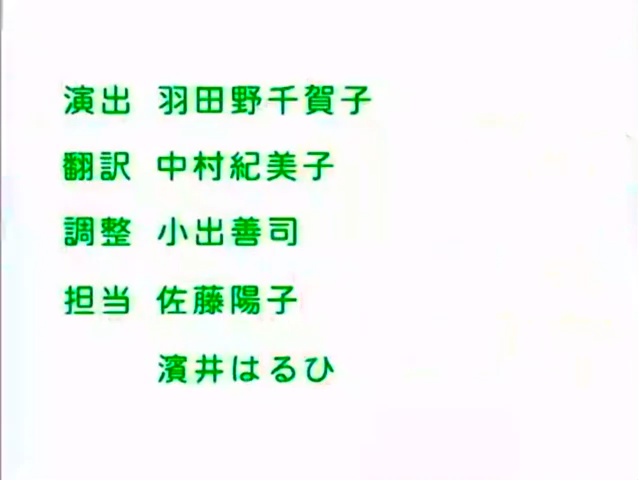 演出 羽田野千賀子
翻訳 中村紀美子
調整 小出善司
担当 佐藤陽子
濱井はるひ